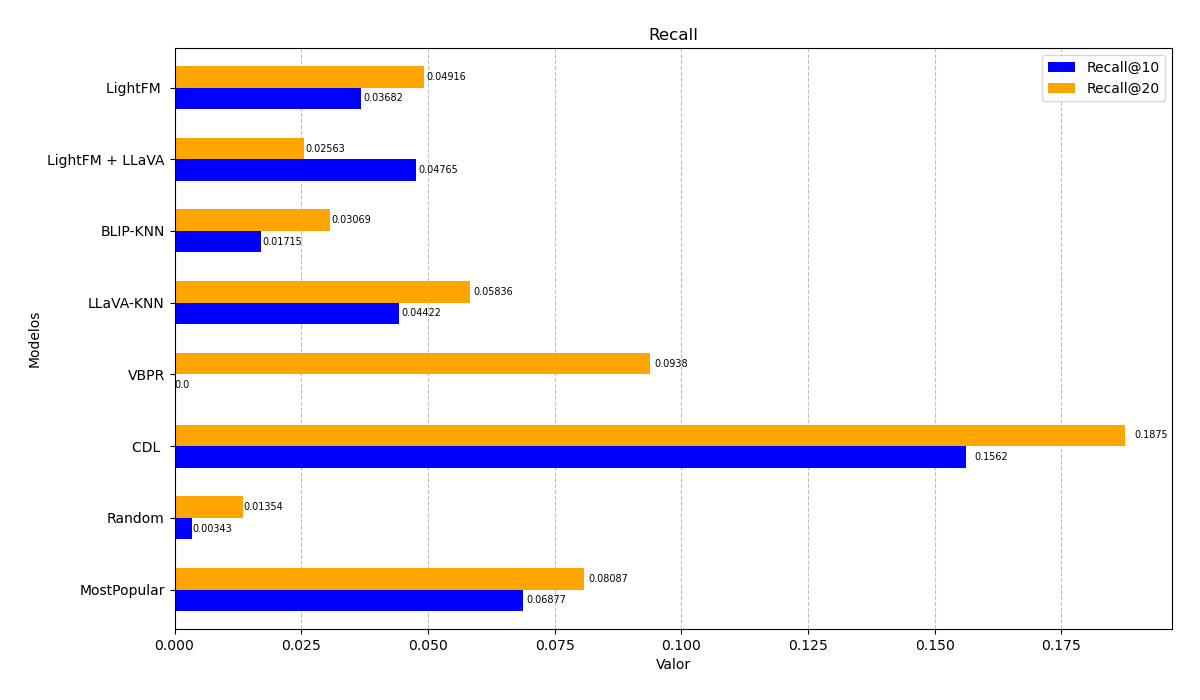 Recall
Recall@10
Recall@20
Modelos
LightFM
0.04916
0.03682
LightFM + LLaVA
0.02563
0.04765
BLIP-KNN
0.03069
0.01715
LLaVA-KNN
0.05836
0.04422
VBPR
0.0938
0.0
CDL
0.1875
0.1562
Random
0.01354
0.00343
MostPopular
0.08087
0.06877
0.000 0.025 0.050 0.075 0.100 0.125 0.150 0.175
Valor